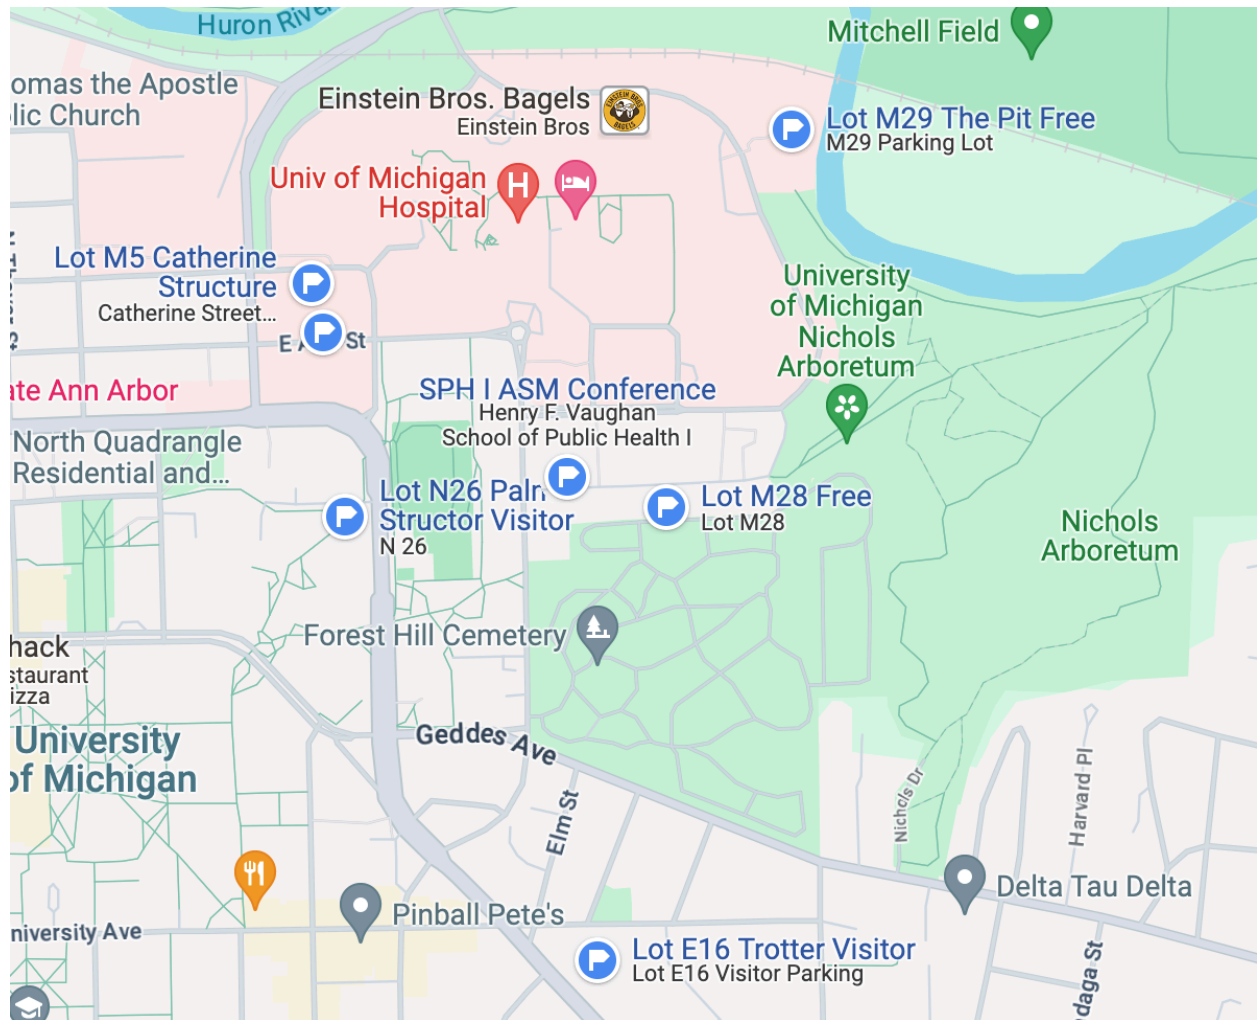 Huron River
Mitchell Field
omas the Apostle
lic Church
Einstein Bros. Bagels
Einstein Bros
EINSTEIN BROS
BAGELS
Lot M29 The Pit Free
M29 Parking Lot
Univ of Michigan
Hospital
H
Lot M5 Catherine
Structure
Catherine Street...
University
of Michigan
Nichols
Arboretum
E A St
ate Ann Arbor
SPH I ASM Conference
Henry F. Vaughan
School of Public Health I
North Quadrangle
Residential and...
Lot N26 Paln
Structor Visitor
N 26
Lot M28 Free
Lot M28
Nichols
Arboretum
Forest Hill Cemetery
hack
staurant
izza
University
of Michigan
Geddes Ave
Elm St
Nichols Dr
Harvard Pl
Delta Tau Delta
Pinball Pete's
niversity Ave
Lot E16 Trotter Visitor
Lot E16 Visitor Parking
daga St